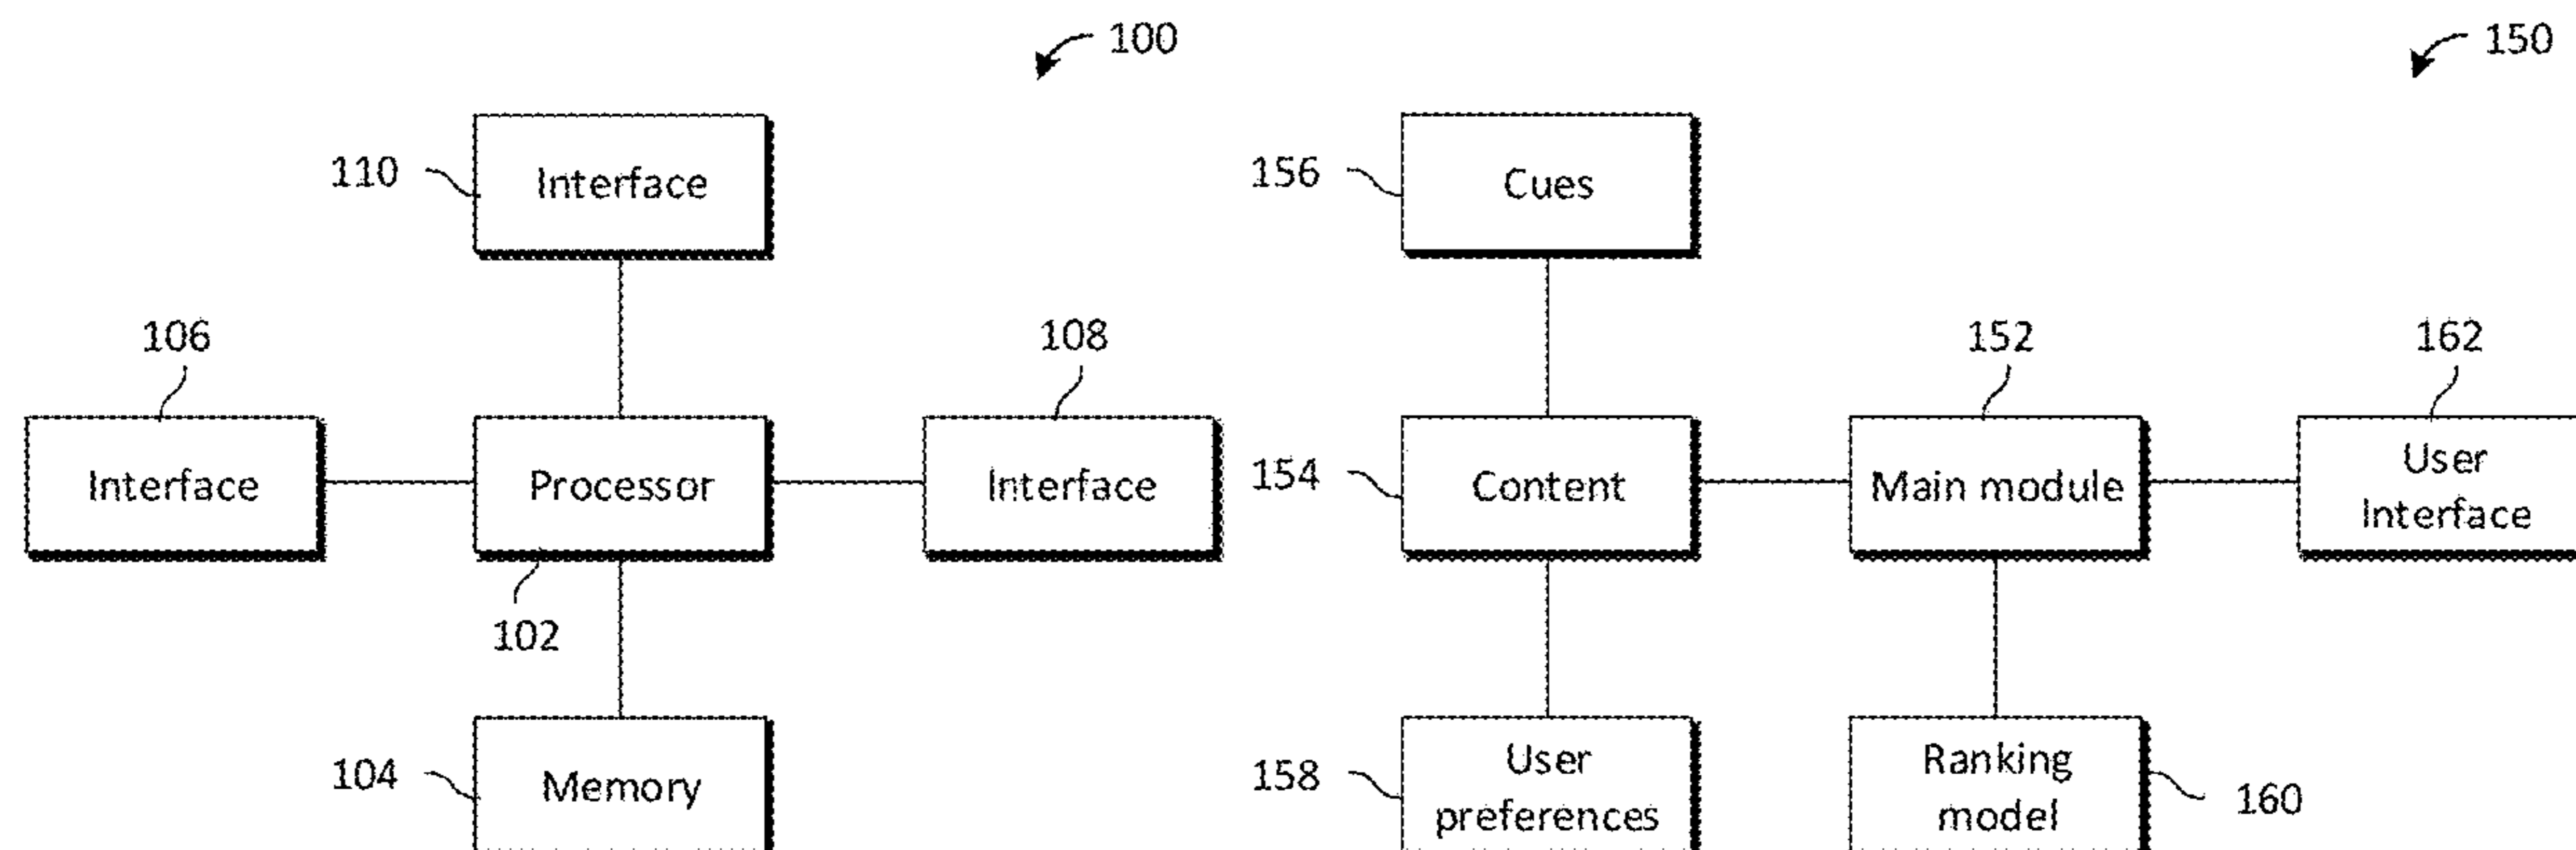 100
150
110
Interface
156
Cues
106
108
152
162
Interface
Processor
Interface
154
Content
Main module
User
Interface
102
104
Memory
158
User
preferences
Ranking
model
160